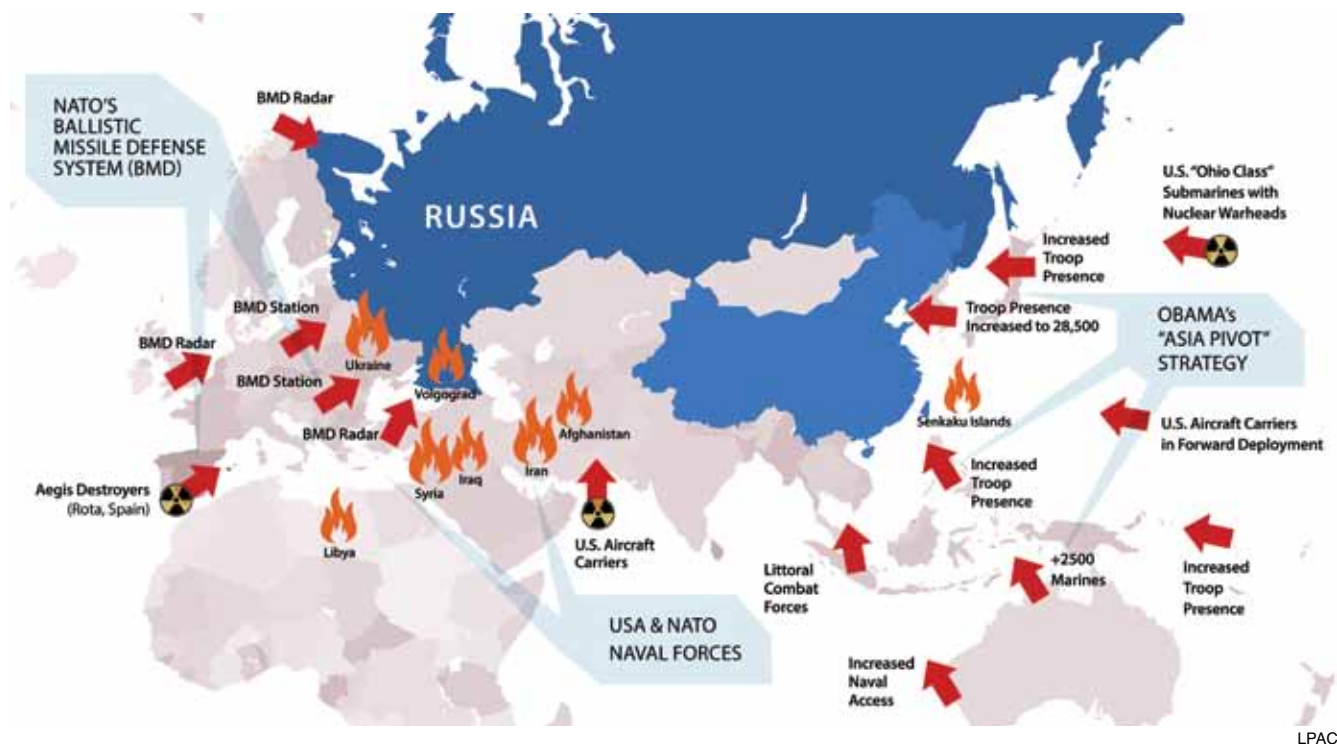 BMD Radar
NATO'S
BALLISTIC
MISSILE DEFENSE
SYSTEM (BMD)
RUSSIA
U.S. "Ohio Class"
Submarines with
Nuclear Warheads
Increased
Troop
Presence
Troop Presence
Increased to 28,500
OBAMA's
"ASIA PIVOT"
STRATEGY
BMD Station
BMD Radar
Ukraine
BMD Station
Volgograd
BMD Radar
Afghanistan
Senkaku Islands
U.S. Aircraft Carriers
in Forward Deployment
Aegis Destroyers
(Rota, Spain)
Syria
Iraq
Iran
Increased
Troop
Presence
Libya
U.S. Aircraft
Carriers
Littoral
Combat
Forces
+2500
Marines
Increased
Troop
Presence
USA & NATO
NAVAL FORCES
Increased
Naval
Access
LPAC